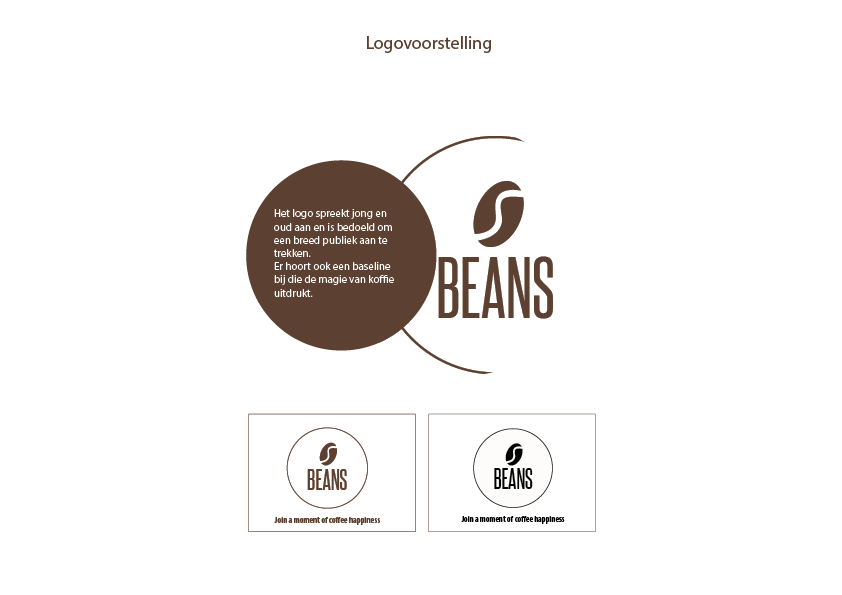 Logovoorstelling
Het logo spreekt jong en
oud aan en is bedoeld om
een breed publiek aan te
trekken.
Er hoort ook een baseline
bij die de magie van koffie
uitdrukt.
BEANS
BEANS
Join a moment of coffee happiness
BEANS
Join a moment of coffee happiness